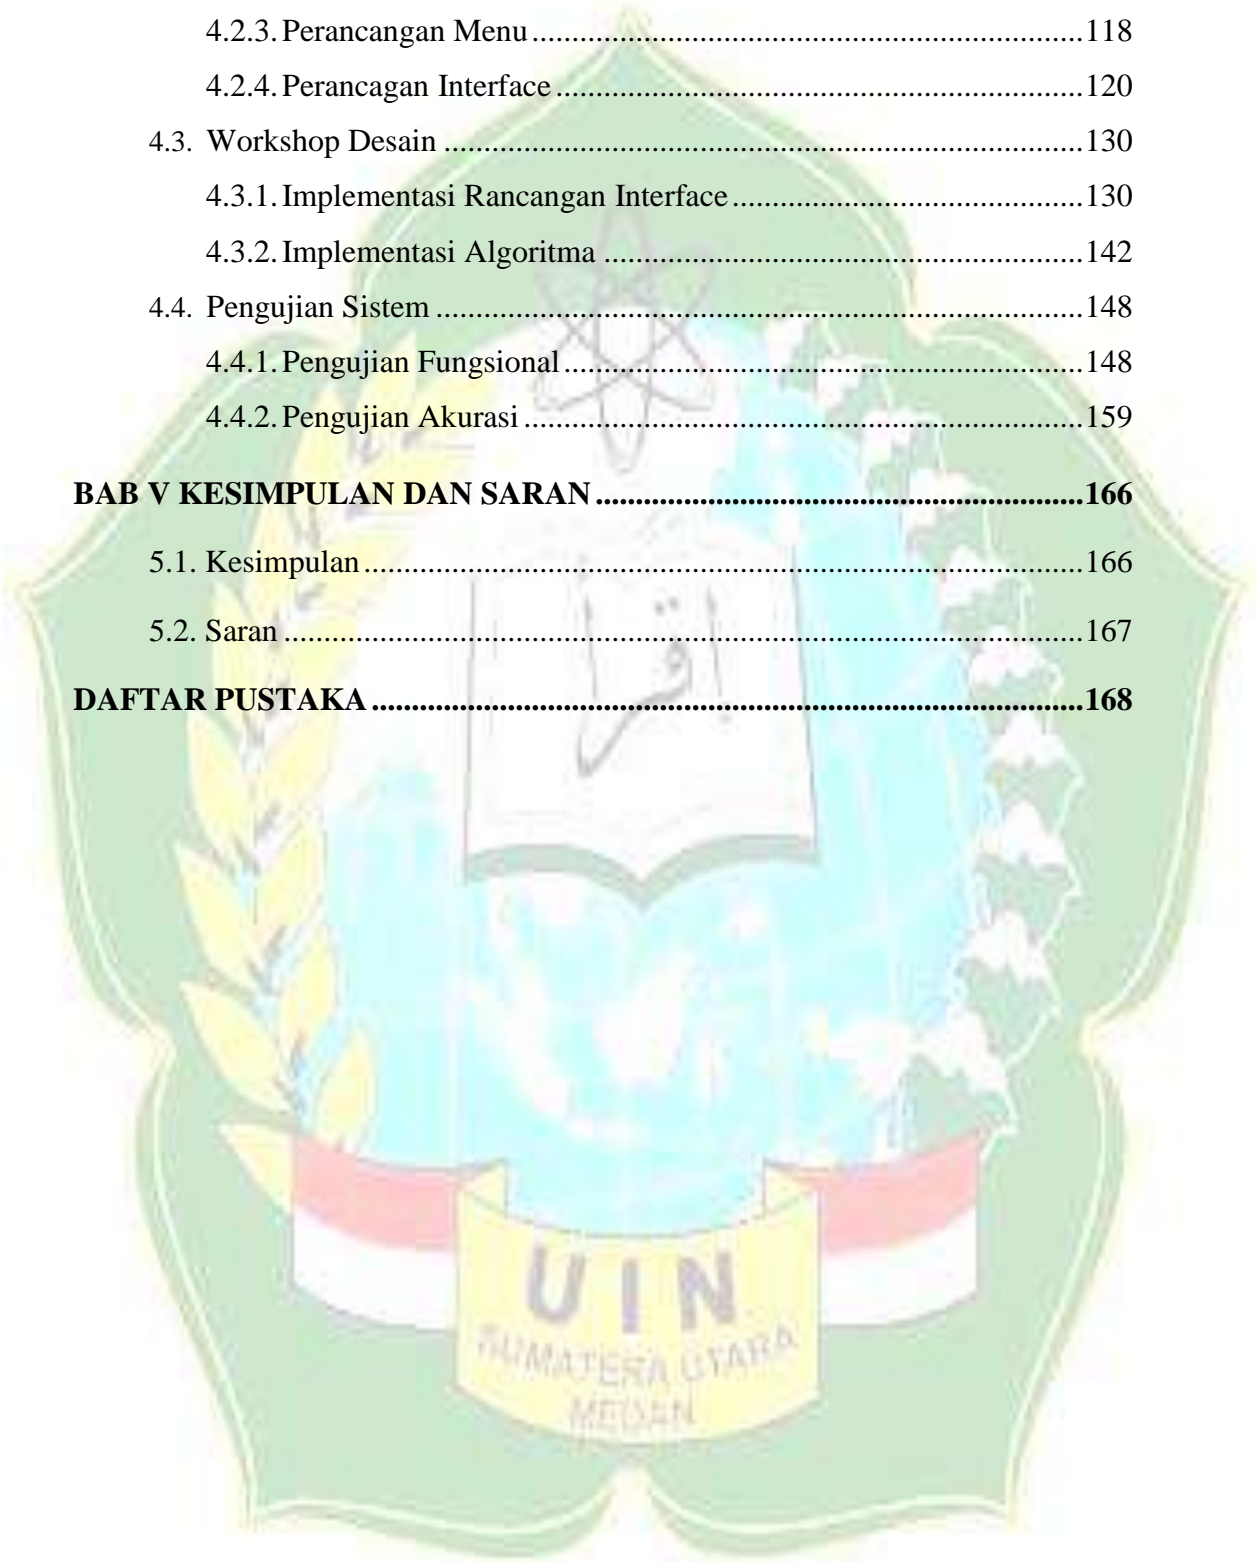 4.2.3. Perancangan Menu ........................................................................ 118
4.2.4. Perancagan Interface ..................................................................... 120
4.3. Workshop Desain .................................................................................. 130
4.3.1. Implementasi Rancangan Interface ............................................... 130
4.3.2. Implementasi Algoritma ............................................................... 142
4.4. Pengujian Sistem ................................................................................... 148
4.4.1. Pengujian Fungsional .................................................................... 148
4.4.2. Pengujian Akurasi ......................................................................... 159
BAB V KESIMPULAN DAN SARAN .............................................................. 166
5.1. Kesimpulan ............................................................................................ 166
5.2. Saran ...................................................................................................... 167
DAFTAR PUSTAKA ......................................................................................... 168
UIN
SUMATERA UTARA
MEDAN